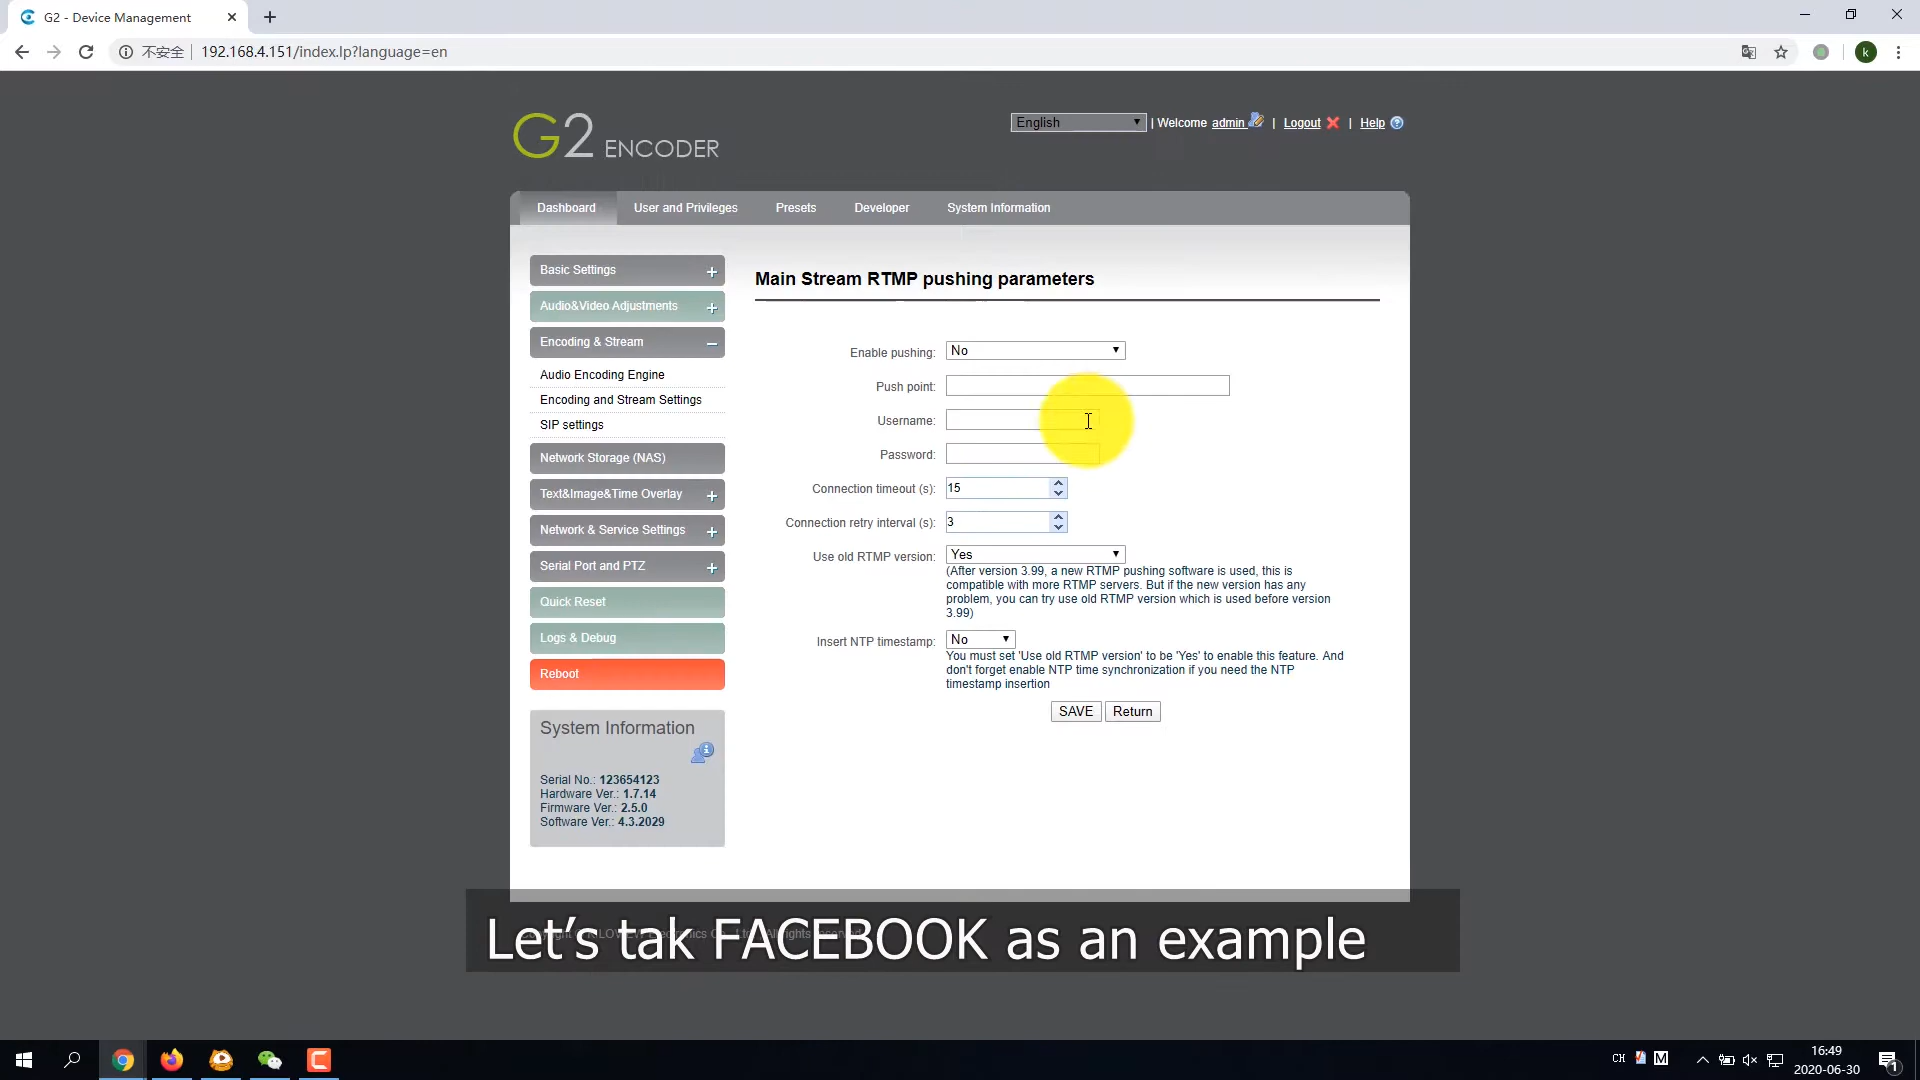 G2 - Device Management
不安全 192.168.4.151/index.lp?language=en
k
G2 ENCODER
English | Welcome admin | Logout | Help
Dashboard User and Privileges Presets Developer System Information
Basic Settings
Audio&Video Adjustments
Encoding & Stream
Audio Encoding Engine
Encoding and Stream Settings
SIP settings
Network Storage (NAS)
Text&Image&Time Overlay
Network & Service Settings
Serial Port and PTZ
Quick Reset
Logs & Debug
Reboot
System Information
Serial No.: 123654123
Hardware Ver.: 1.7.14
Firmware Ver.: 2.5.0
Software Ver.: 4.3.2029
Main Stream RTMP pushing parameters
Enable pushing: No
Push point:
Username:
Password:
Connection timeout (s): 15
Connection retry interval (s): 3
Use old RTMP version: Yes
(After version 3.99, a new RTMP pushing software is used, this is
compatible with more RTMP servers. But if the new version has any
problem, you can try use old RTMP version which is used before version
3.99)
Insert NTP timestamp: No
You must set 'Use old RTMP version' to be 'Yes' to enable this feature. And
don't forget enable NTP time synchronization if you need the NTP
timestamp insertion
SAVE Return
Let's tak FACEBOOK as an example
CH M
16:49
2020-06-30
1